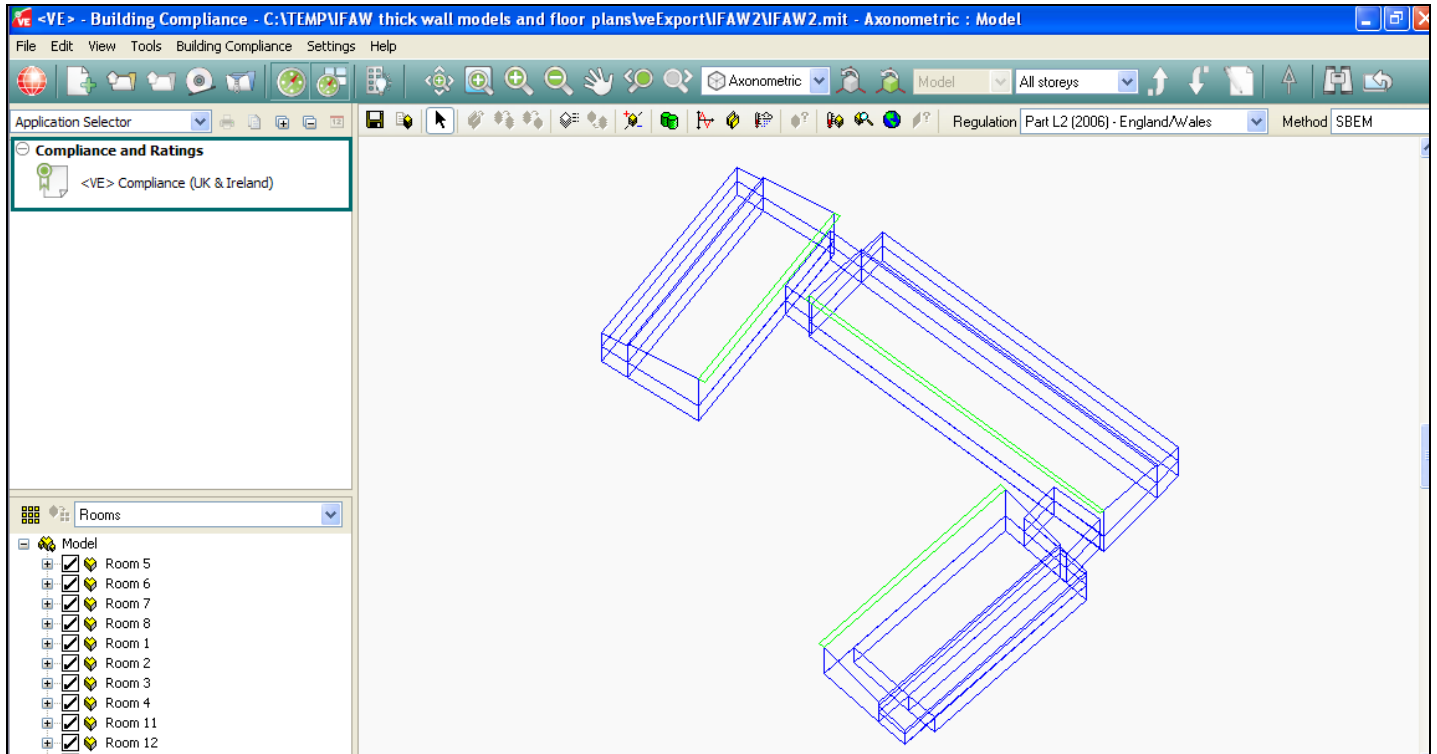 <VE> - Building Compliance - C:\TEMP\IFAW thick wall models and floor plans\veExport\IFAW2\IFAW2.mit - Axonometric : Model
File Edit View Tools Building Compliance Settings Help
Axonometric Model All storeys
Application Selector Regulation Part L2 (2006) - England/Wales Method SBEM
Compliance and Ratings
<VE> Compliance (UK & Ireland)
Rooms
Model
Room 5
Room 6
Room 7
Room 8
Room 1
Room 2
Room 3
Room 4
Room 11
Room 12